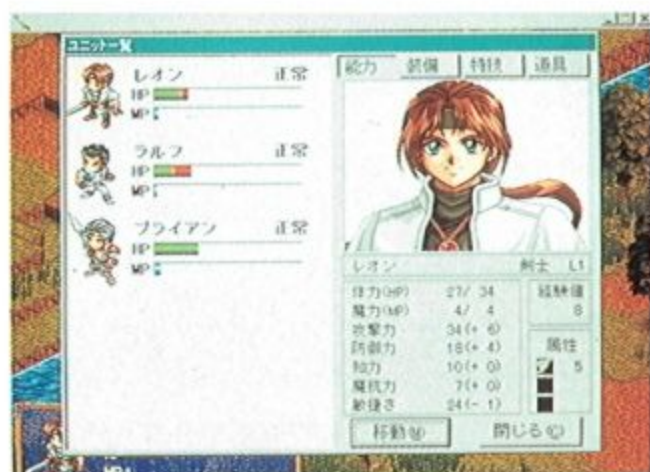 ユニット一覧
レオン 正常
HP
MP
ラルフ 正常
HP
MP
ブライアン 正常
HP
MP
能力 装備 特技 道具
レオン 剣士 L1
体力(HP) 27/ 34
魔力(MP) 4/ 4
攻撃力 34(+ 6)
防御力 18(+ 4)
知力 10(+ 0)
魔抗力 7(+ 0)
敏捷さ 24(- 1)
経験値
8
属性
5
移動(M) 閉じる(C)